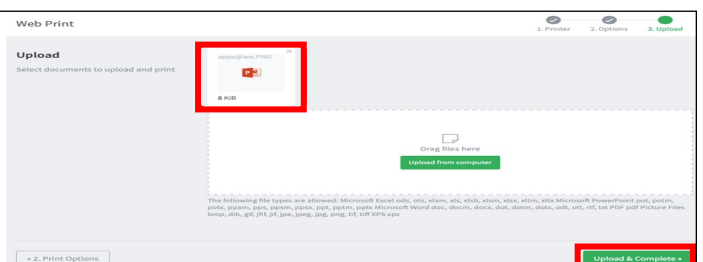 Web Print
1. Printer
2. Options
3. Upload
Upload
Select documents to upload and print
apps@we.PNG
×
P
8 KiB
Drag files here
Upload from computer
The following file types are allowed: Microsoft Excel ods, ots, xlam, xls, xlsb, xlsm, xlsx, xltm, xltx Microsoft PowerPoint pot, potm,
potx, ppam, pps, ppsm, ppsx, ppt, pptm, pptx Microsoft Word doc, docm, docx, dot, dotm, dotx, odt, ott, rtf, txt PDF pdf Picture Files
bmp, dib, gif, jfif, jif, jpe, jpeg, jpg, png, tif, tiff XPS xps
« 2. Print Options
Upload & Complete »